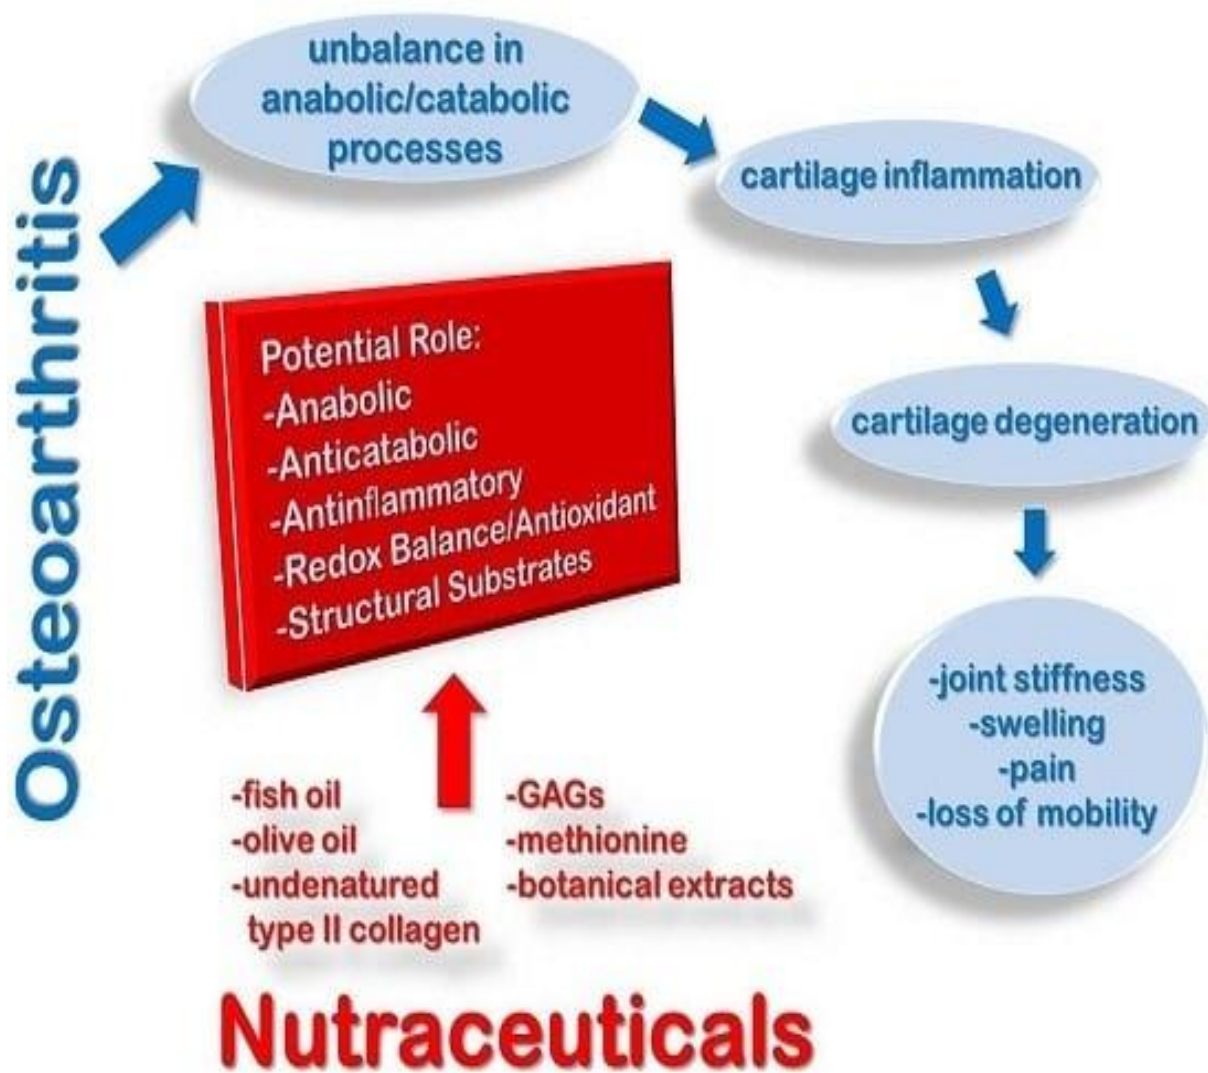 Osteoarthritis
unbalance in
anabolic/catabolic
processes
cartilage inflammation
cartilage degeneration
-joint stiffness
-swelling
-pain
-loss of mobility
Potential Role:
-Anabolic
-Anticatabolic
-Antinflammatory
-Redox Balance/Antioxidant
-Structural Substrates
-fish oil
-olive oil
-undenatured
type II collagen
-GAGs
-methionine
-botanical extracts
Nutraceuticals